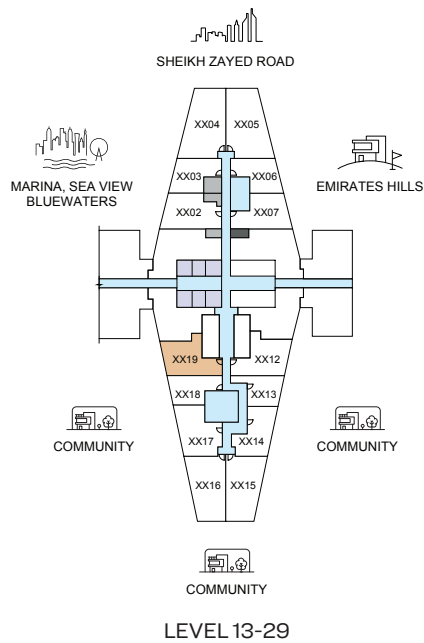 SHEIKH ZAYED ROAD
XX04 XX05
MARINA, SEA VIEW
BLUEWATERS
EMIRATES HILLS
XX03 XX06
XX02 XX07
XX19 XX12
XX18 XX13
COMMUNITY
COMMUNITY
XX17 XX14
XX16 XX15
COMMUNITY
LEVEL 13-29